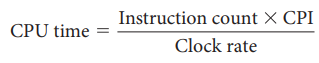 CPU time = Instruction count × CPI
Clock rate